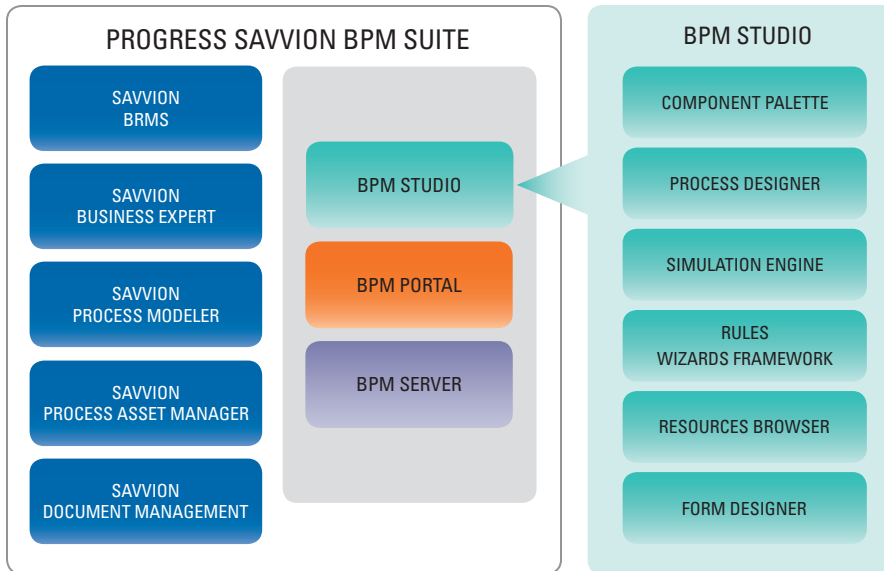 PROGRESS SAVVION BPM SUITE
SAVVION
BRMS
SAVVION
BUSINESS EXPERT
SAVVION
PROCESS MODELER
SAVVION
PROCESS ASSET MANAGER
SAVVION
DOCUMENT MANAGEMENT
BPM STUDIO
BPM PORTAL
BPM SERVER
BPM STUDIO
COMPONENT PALETTE
PROCESS DESIGNER
SIMULATION ENGINE
RULES
WIZARDS FRAMEWORK
RESOURCES BROWSER
FORM DESIGNER